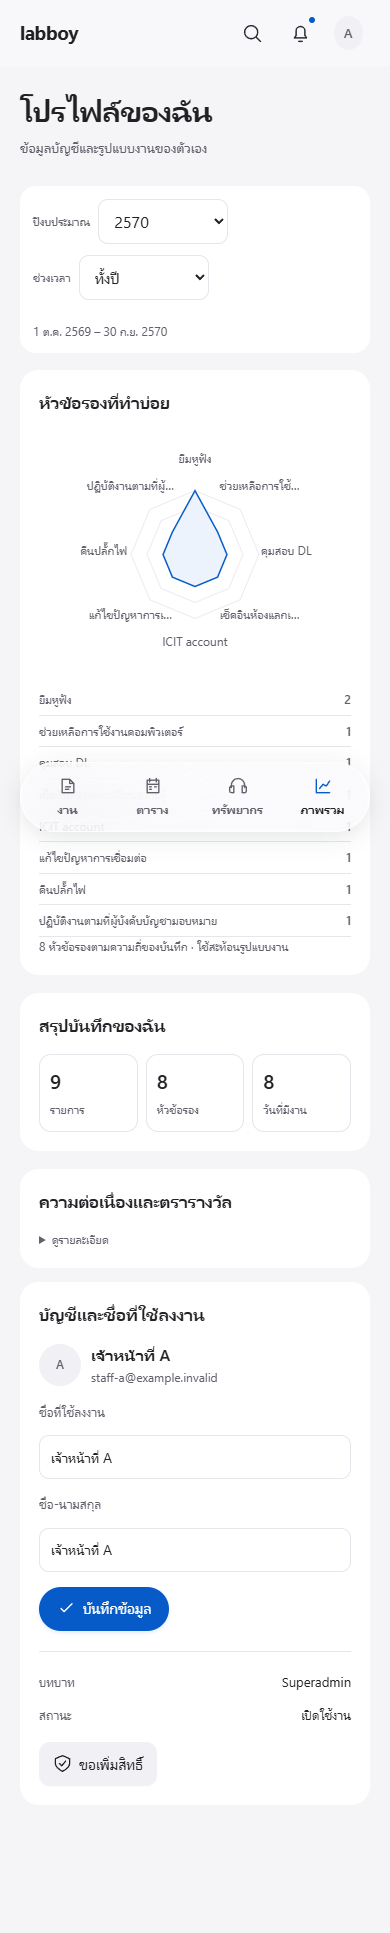 labboy
A
โปรไฟล์ของฉัน
ข้อมูลบัญชีและรูปแบบงานของตัวเอง
ปีงบประมาณ 2570
ช่วงเวลา ทั้งปี
1 ต.ค. 2569 – 30 ก.ย. 2570
หัวข้อรองที่ทำบ่อย
ยืมหูฟัง
ปฏิบัติงานตามที่ผู้… ช่วยเหลือการใช้…
คืนปลั๊กไฟ คุมสอบ DL
แก้ไขปัญหาการเ… เช็คอินห้องแลกเ…
ICIT account
ยืมหูฟัง 2
ช่วยเหลือการใช้งานคอมพิวเตอร์ 1
คุมสอบ DL 1
งาน ตาราง ทรัพยากร ภาพรวม
ICIT account 1
แก้ไขปัญหาการเชื่อมต่อ 1
คืนปลั๊กไฟ 1
ปฏิบัติงานตามที่ผู้บังคับบัญชามอบหมาย 1
8 หัวข้อรองตามความถี่ของบันทึก · ใช้สะท้อนรูปแบบงาน
สรุปบันทึกของฉัน
9 8 8
รายการ หัวข้อรอง วันที่มีงาน
ความต่อเนื่องและตรารางวัล
ดูรายละเอียด
บัญชีและชื่อที่ใช้ลงงาน
A เจ้าหน้าที่ A
staff-a@example.invalid
ชื่อที่ใช้ลงงาน
เจ้าหน้าที่ A
ชื่อ-นามสกุล
เจ้าหน้าที่ A
บันทึกข้อมูล
บทบาท Superadmin
สถานะ เปิดใช้งาน
ขอเพิ่มสิทธิ์